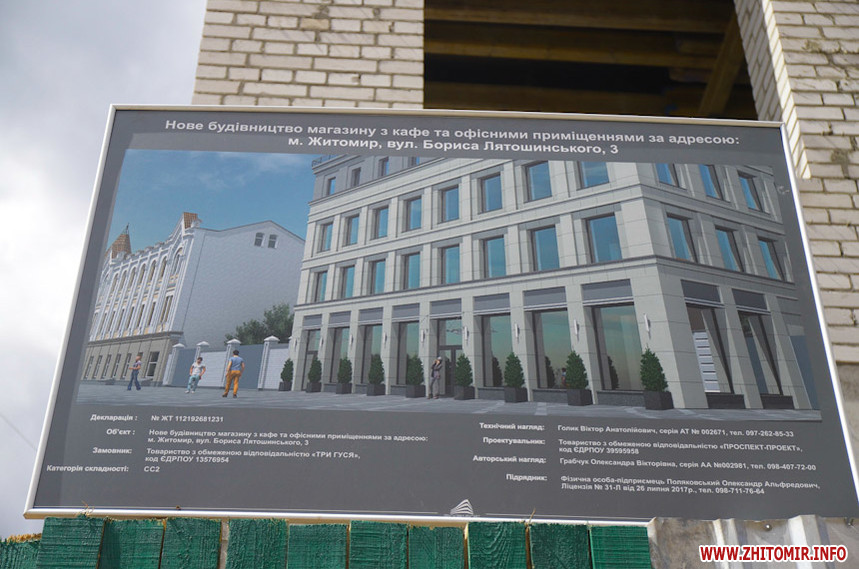 Нове будівництво магазину з кафе та офісними приміщеннями за адресою:
м. Житомир, вул. Бориса Лятошинського, 3
Декларація : № ЖТ 112192681231
Об'єкт : Нове будівництво магазину з кафе та офісними приміщеннями за адресою:
м. Житомир, вул. Бориса Лятошинського, 3
Замовник: Товариство з обмеженою відповідальністю «ТРИ ГУСЯ»,
код ЄДРПОУ 13576954
Категорія складності: СС2
Технічний нагляд: Голик Віктор Анатолійович, серія АТ № 002671, тел. 097-262-85-33
Проектувальник: Товариство з обмеженою відповідальністю «ПРОСПЕКТ-ПРОЕКТ»,
код ЄДРПОУ 39595958
Авторський нагляд: Грабчук Олександра Вікторівна, серія АА №002981, тел. 098-407-72-00
Підрядник: Фізична особа-підприємець Поляковський Олександр Альфредович,
Ліцензія № 31-Л від 26 липня 2017р., тел. 098-711-76-64
WWW.ZHITOMIR.INFO